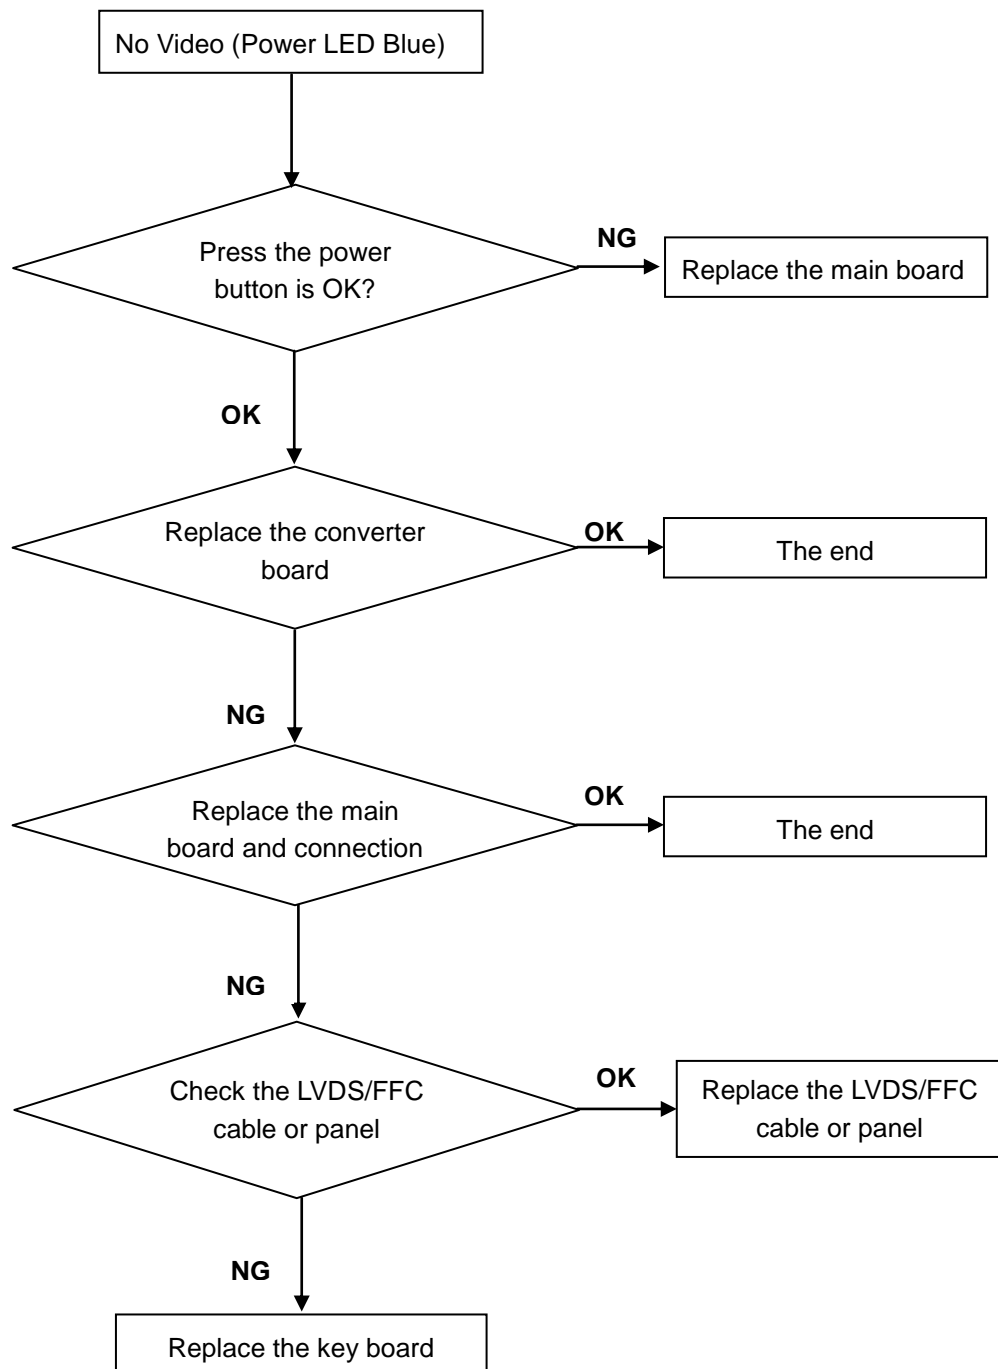 No Video (Power LED Blue)
Press the power
button is OK?
NG
Replace the main board
OK
Replace the converter
board
OK
The end
NG
Replace the main
board and connection
OK
The end
NG
Check the LVDS/FFC
cable or panel
OK
Replace the LVDS/FFC
cable or panel
NG
Replace the key board